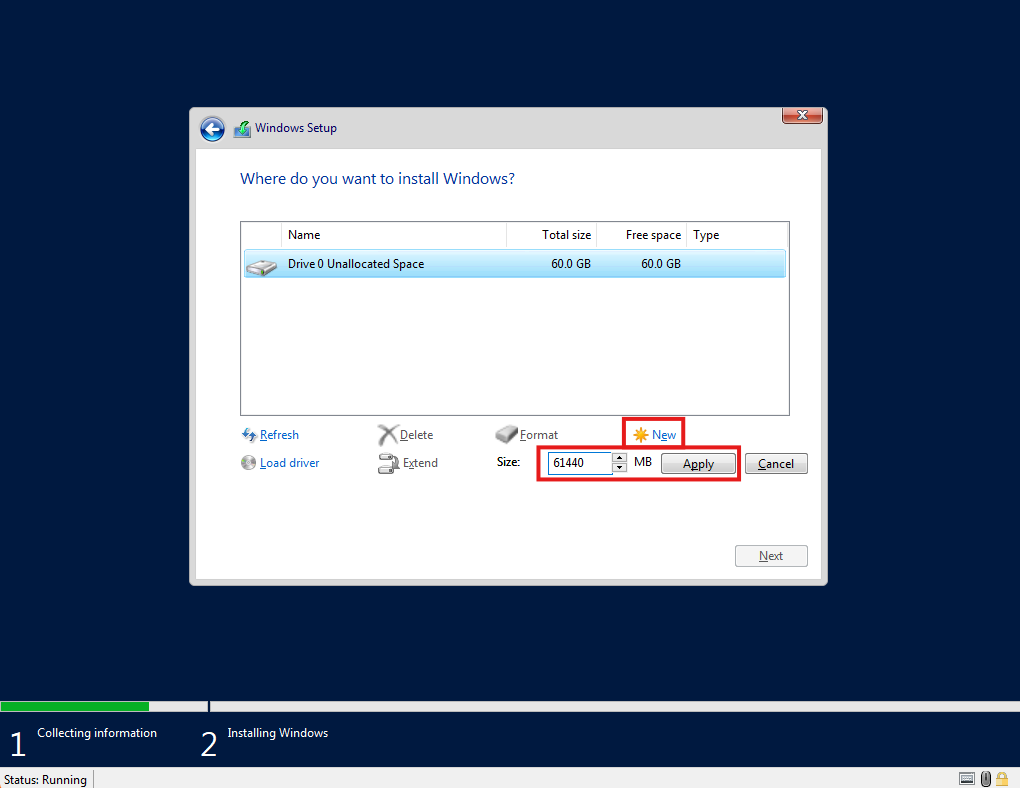 Windows Setup
Where do you want to install Windows?
Name Total size Free space Type
Drive 0 Unallocated Space 60.0 GB 60.0 GB
Refresh Delete Format New
Load driver Extend Size: 61440 MB Apply Cancel
Next
1 Collecting information 2 Installing Windows
Status: Running